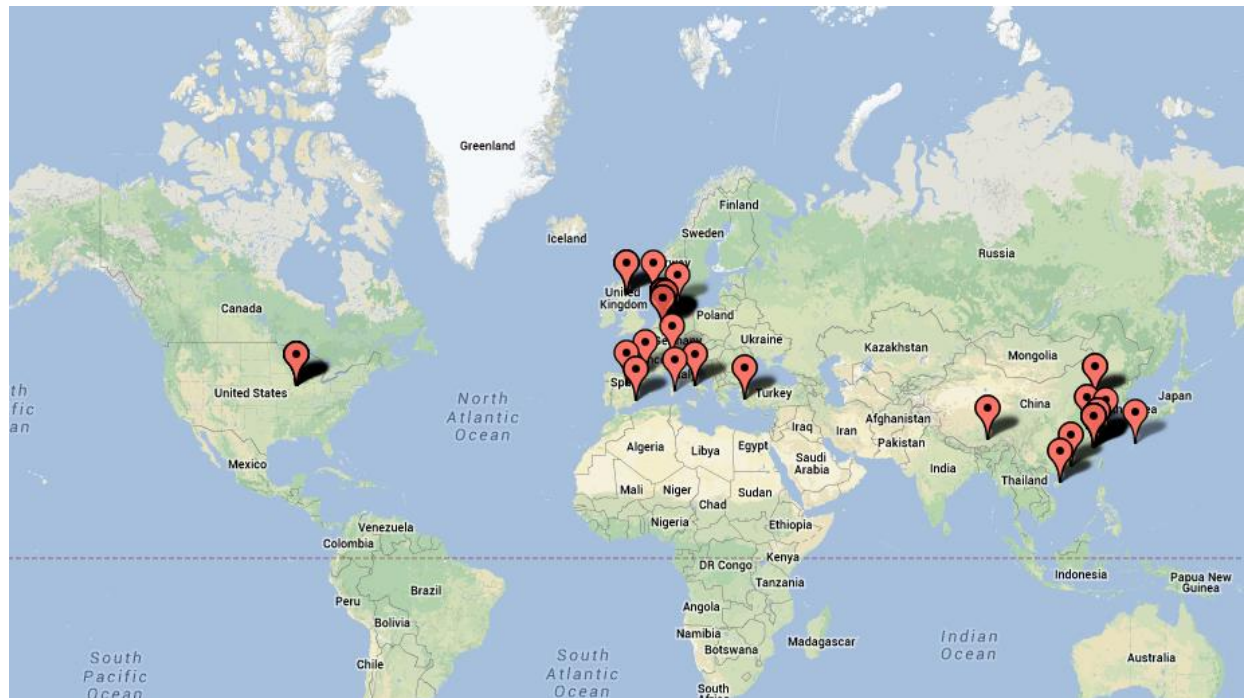 Greenland
Finland
Iceland
Sweden
Russia
rway
United
Kingdom
Canada
Poland
Ukraine
Kazakhstan
Mongolia
United States
Sp
Turkey
China
Japan
North
Atlantic
Ocean
Afghanistan
Iraq
Iran
Pakistan
Algeria
Libya
Egypt
Saudi
Arabia
Mexico
India
Thailand
Mali
Niger
Sudan
Chad
Venezuela
Nigeria
Ethiopia
Colombia
Kenya
DR Congo
Indonesia
Papua New
Guinea
Tanzania
Brazil
Peru
Angola
Bolivia
Namibia
Madagascar
Botswana
Indian
Ocean
Australia
Chile
South
Pacific
Ocean
South
Atlantic
Ocean
South